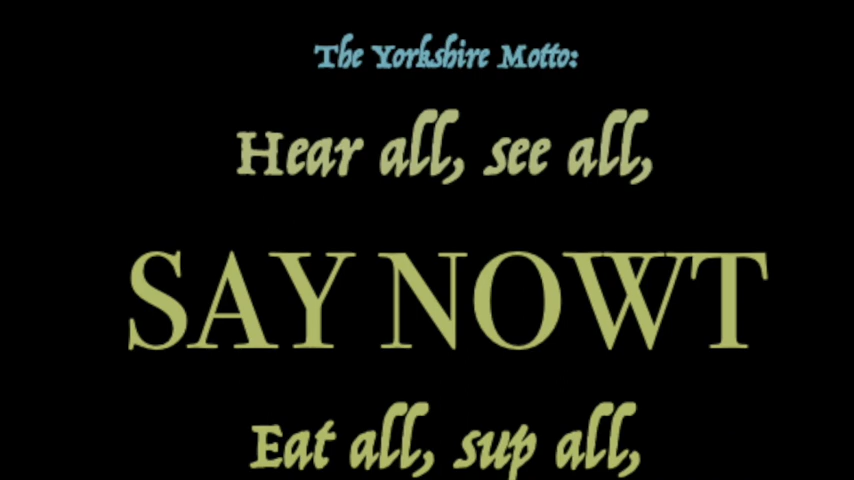 The Yorkshire Motto:
Hear all, see all,
SAY NOWT
Eat all, sup all,